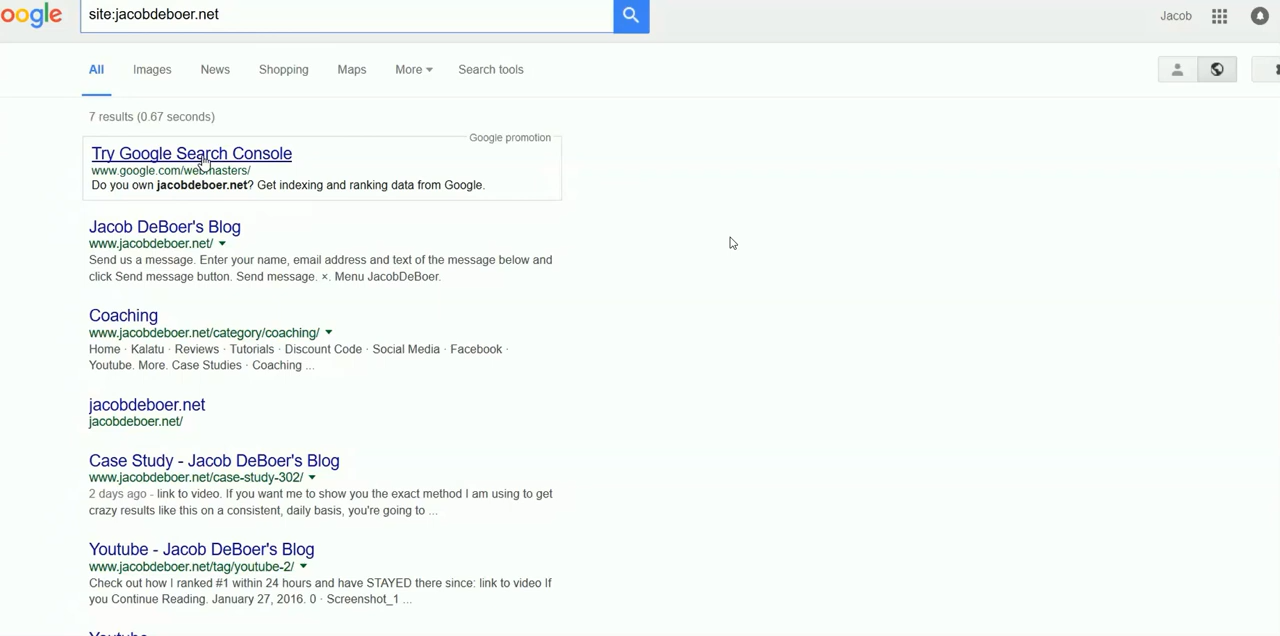 oogle site:jacobdeboer.net Jacob
All Images News Shopping Maps More Search tools
7 results (0.67 seconds)
Google promotion
Try Google Search Console
www.google.com/webmasters/
Do you own jacobdeboer.net? Get indexing and ranking data from Google.
Jacob DeBoer's Blog
www.jacobdeboer.net/
Send us a message. Enter your name, email address and text of the message below and
click Send message button. Send message. ×. Menu JacobDeBoer.
Coaching
www.jacobdeboer.net/category/coaching/
Home · Kalatu · Reviews · Tutorials · Discount Code · Social Media · Facebook ·
Youtube. More. Case Studies · Coaching ...
jacobdeboer.net
jacobdeboer.net/
Case Study - Jacob DeBoer's Blog
www.jacobdeboer.net/case-study-302/
2 days ago - link to video. If you want me to show you the exact method I am using to get
crazy results like this on a consistent, daily basis, you're going to ...
Youtube - Jacob DeBoer's Blog
www.jacobdeboer.net/tag/youtube-2/
Check out how I ranked #1 within 24 hours and have STAYED there since: link to video If
you Continue Reading. January 27, 2016. 0 · Screenshot_1 ...